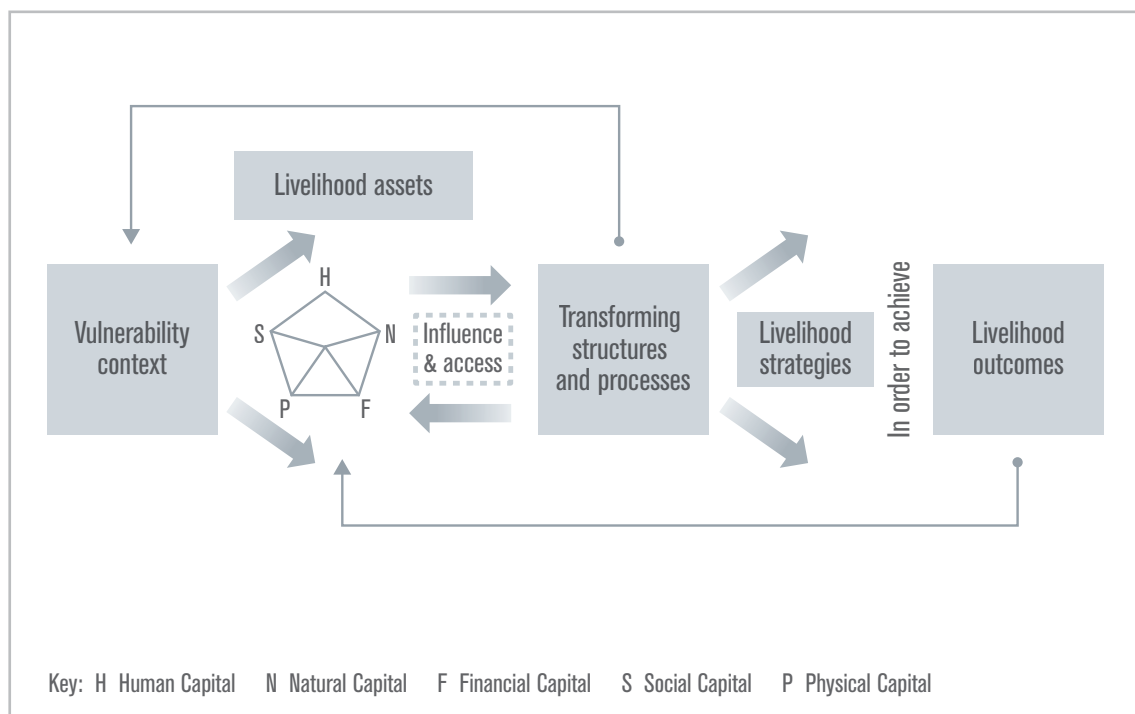 Livelihood assets
Vulnerability
context
H
S
N
P
F
Influence
& access
Transforming
structures
and processes
Livelihood
strategies
In order to achieve
Livelihood
outcomes
Key: H Human Capital N Natural Capital F Financial Capital S Social Capital P Physical Capital